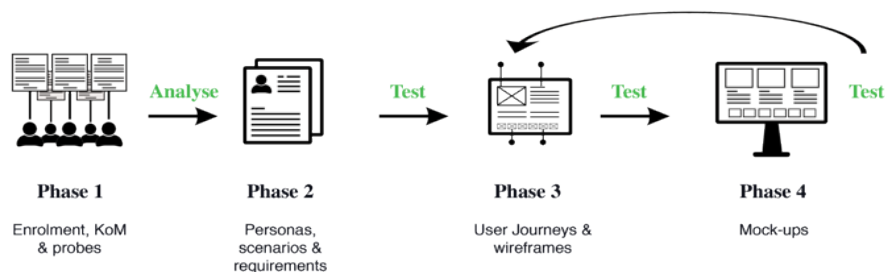 Analyse
Test
Test
Test
Phase 1
Phase 2
Phase 3
Phase 4
Enrolment, KoM
& probes
Personas,
scenarios &
requirements
User Journeys &
wireframes
Mock-ups